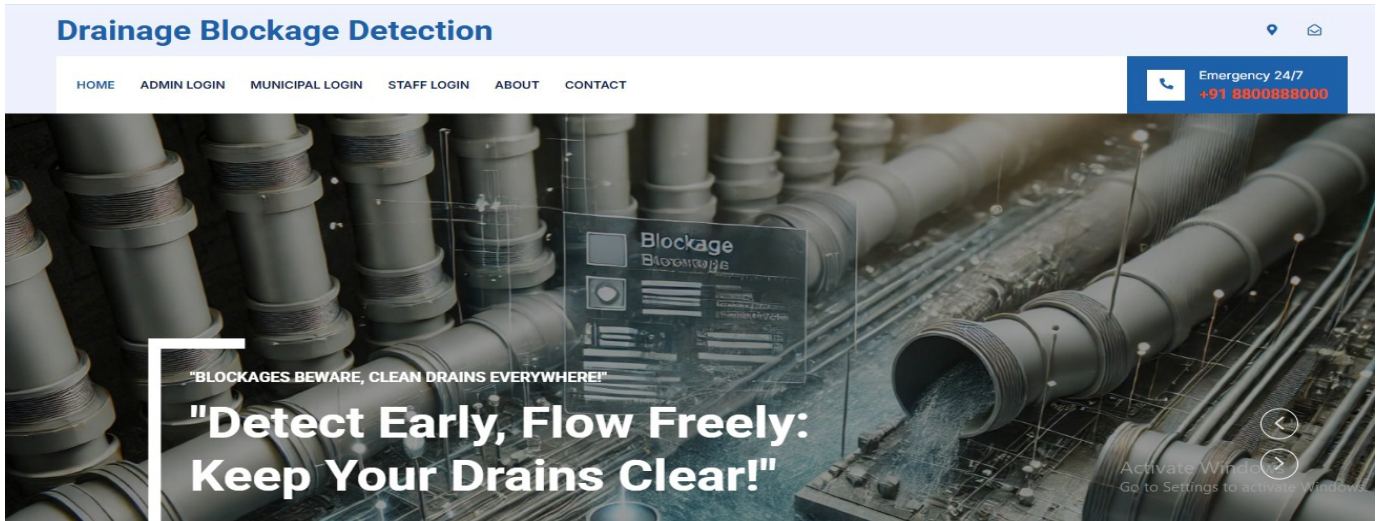 Drainage Blockage Detection
HOME ADMIN LOGIN MUNICIPAL LOGIN STAFF LOGIN ABOUT CONTACT
Emergency 24/7
+91 8800888000
Blockage
"BLOCKAGES BEWARE, CLEAN DRAINS EVERYWHERE!"
"Detect Early, Flow Freely:
Keep Your Drains Clear!"
Activate Windows
Go to Settings to activate Windows.